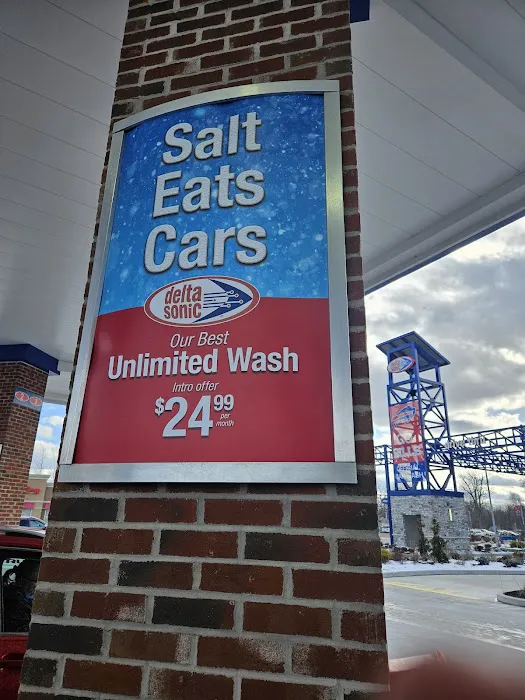 Salt
Eats
Cars
delta
sonic
Our Best
Unlimited Wash
Intro offer
$24.99
per
month